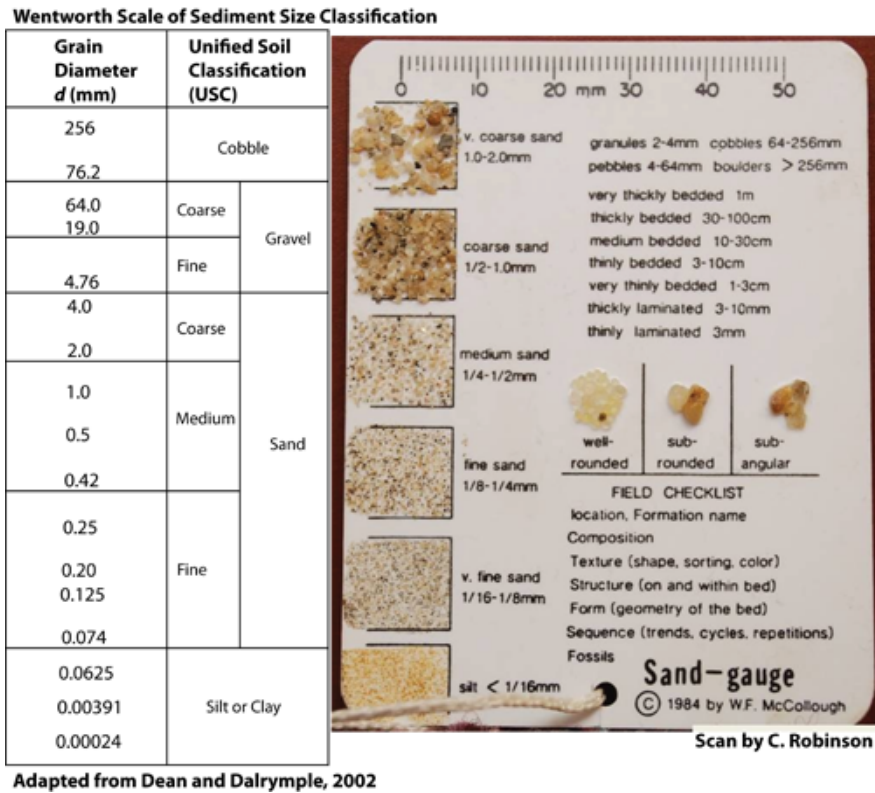 Wentworth Scale of Sediment Size Classification
Grain
Diameter
d (mm)
Unified Soil
Classification
(USC)
256
76.2
Cobble
64.0
19.0
Coarse
Gravel
4.76
Fine
4.0
2.0
Coarse
1.0
0.5
0.42
Medium
Sand
0.25
0.20
0.125
0.074
Fine
0.0625
0.00391
0.00024
Silt or Clay
Adapted from Dean and Dalrymple, 2002
0 10 20 mm 30 40 50
v. coarse sand
1.0-2.0mm
coarse sand
1/2-1.0mm
medium sand
1/4-1/2mm
fine sand
1/8-1/4mm
v. fine sand
1/16-1/8mm
silt < 1/16mm
granules 2-4mm cobbles 64-256mm
pebbles 4-64mm boulders > 256mm
very thickly bedded 1m
thickly bedded 30-100cm
medium bedded 10-30cm
thinly bedded 3-10cm
very thinly bedded 1-3cm
thickly laminated 3-10mm
thinly laminated 3mm
well-
rounded
sub-
rounded
sub-
angular
FIELD CHECKLIST
location, Formation name
Composition
Texture (shape, sorting, color)
Structure (on and within bed)
Form (geometry of the bed)
Sequence (trends, cycles, repetitions)
Fossils
Sand-gauge
© 1984 by W.F. McCollough
Scan by C. Robinson